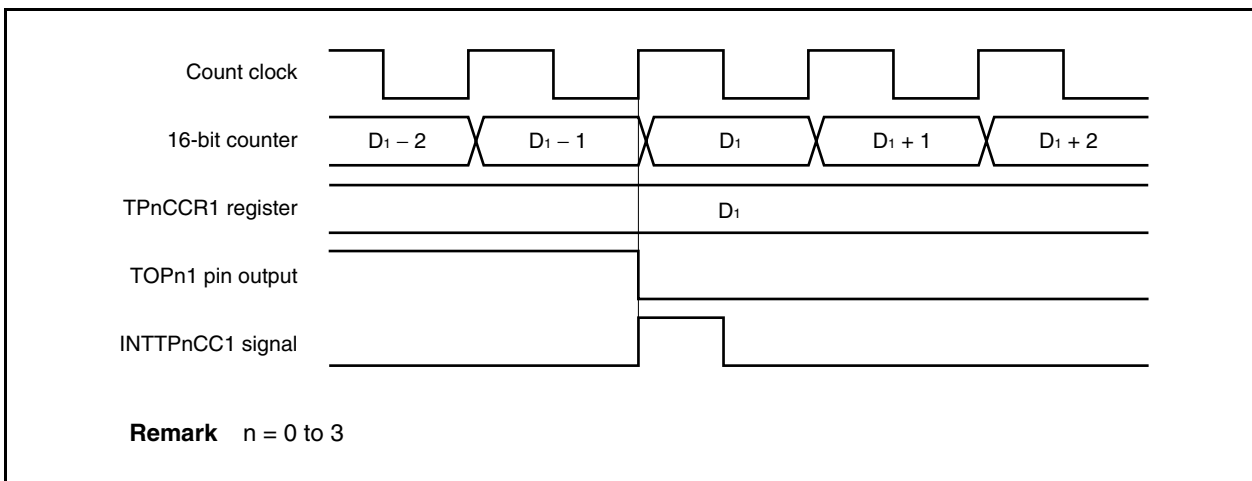 Count clock
16-bit counter D₁ − 2 D₁ − 1 D₁ D₁ + 1 D₁ + 2
TPnCCR1 register D₁
TOPn1 pin output
INTTPnCC1 signal
Remark n = 0 to 3